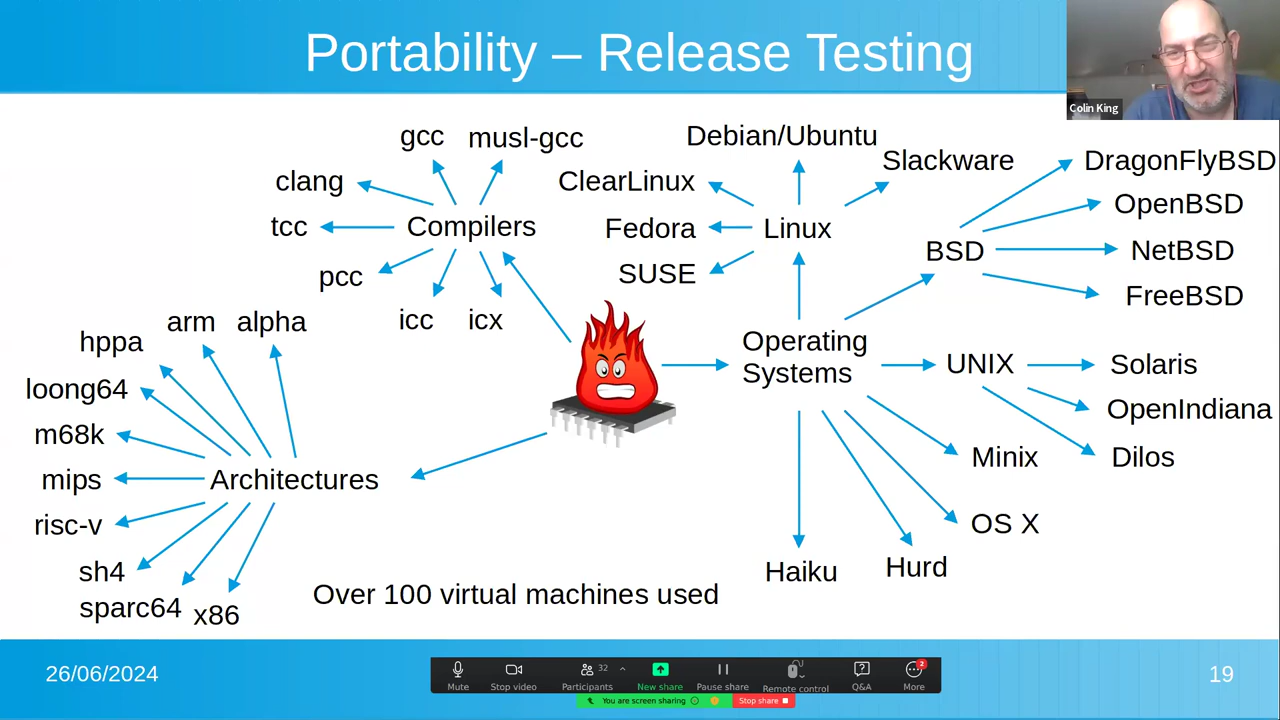 Portability – Release Testing
Colin King
gcc
musl-gcc
clang
tcc
Compilers
pcc
icc
icx
Debian/Ubuntu
ClearLinux
Slackware
Fedora
Linux
SUSE
DragonFlyBSD
OpenBSD
BSD
NetBSD
FreeBSD
Operating
Systems
UNIX
Solaris
OpenIndiana
Dilos
Minix
OS X
Hurd
Haiku
alpha
arm
hppa
loong64
m68k
mips
Architectures
risc-v
sh4
sparc64
x86
Over 100 virtual machines used
26/06/2024
19
Mute
Stop video
32
Participants
New share
Pause share
Remote control
Q&A
2
More
You are screen sharing
Stop share